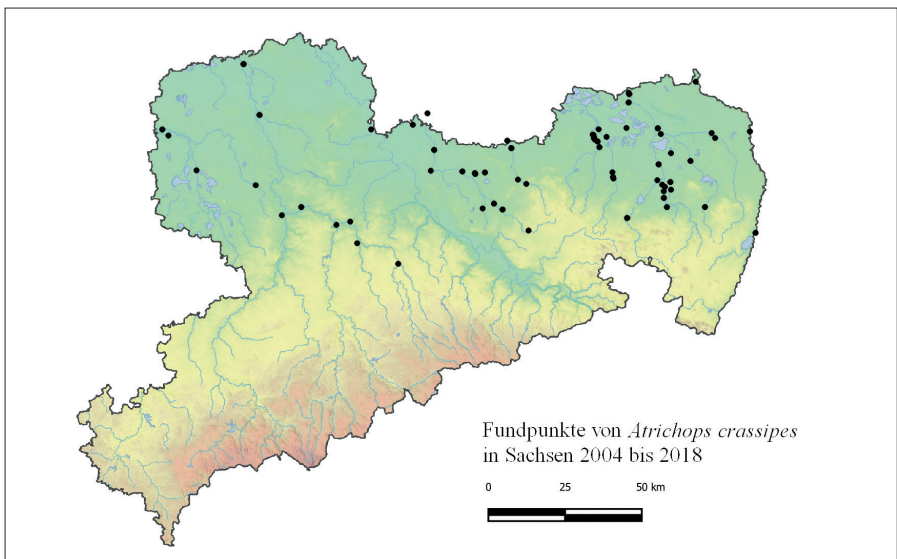 Fundpunkte von Atrichops crassipes
in Sachsen 2004 bis 2018
0 25 50 km